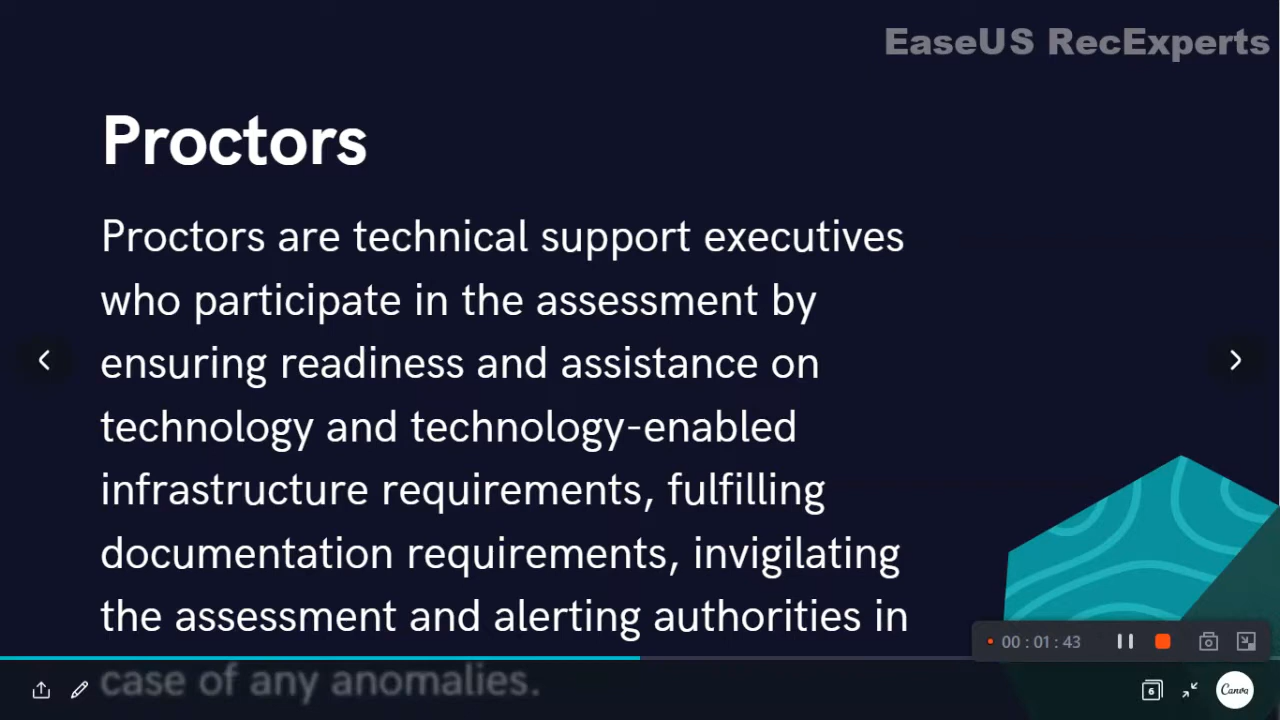 EaseUS RecExperts
Proctors
Proctors are technical support executives
who participate in the assessment by
ensuring readiness and assistance on
technology and technology-enabled
infrastructure requirements, fulfilling
documentation requirements, invigilating
the assessment and alerting authorities in
case of any anomalies.
00:01:43
6
Canva